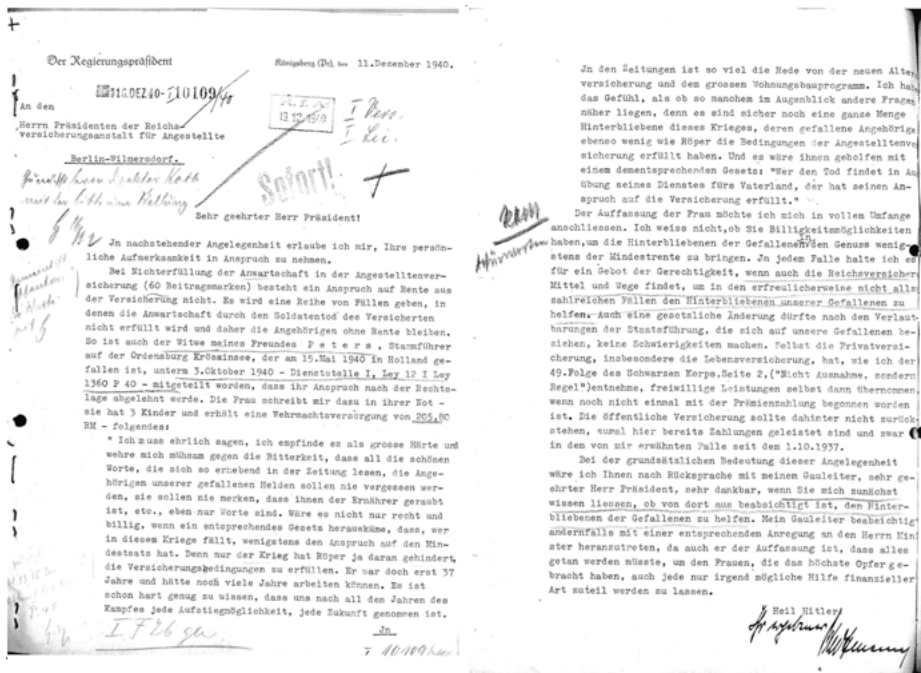 Der Regierungspräsident
Königsberg (Pr), den 11.Dezember 1940.
16.DEZ.40-I 10109/40
An den
Herrn Präsidenten der Reichs-
versicherungsanstalt für Angestellte
Berlin-Wilmersdorf.
13.12.1940
Sofort!
Sehr geehrter Herr Präsident!
Jn nachstehender Angelegenheit erlaube ich mir, Ihre persön-
liche Aufmerksamkeit in Anspruch zu nehmen.
Bei Nichterfüllung der Anwartschaft in der Angestelltenver-
sicherung (60 Beitragsmarken) besteht ein Anspruch auf Rente aus
der Versicherung nicht. Es wird eine Reihe von Fällen geben, in
denen die Anwartschaft durch den Soldatentod des Versicherten
nicht erfüllt wird und daher die Angehörigen ohne Rente bleiben.
So ist auch der Witwe meines Freundes P e t e r s , Stammführer
auf der Ordensburg Krössinsee, der am 15.Mai 1940 in Holland ge-
fallen ist, unterm 3.Oktober 1940 - Dienststelle I, Ley 12 I Ley
1360 P 40 - mitgeteilt worden, dass ihr Anspruch nach der Rechts-
lage abgelehnt werde. Die Frau schreibt mir dazu in ihrer Not -
sie hat 3 Kinder und erhält eine Wehrmachtsversorgung von 205,80
RM - folgendes:
" Ich muss ehrlich sagen, ich empfinde es als grosse Härte und
wehre mich mühsam gegen die Bitterkeit, dass all die schönen
Worte, die sich so erhebend in der Zeitung lesen, die Ange-
hörigen unserer gefallenen Helden sollen nie vergessen wer-
den, sie sollen nie merken, dass ihnen der Ernährer geraubt
ist, etc., eben nur Worte sind. Wäre es nicht nur recht und
billig, wenn ein entsprechendes Gesetz herauskäme, dass, wer
in diesem Kriege fällt, wenigstens den Anspruch auf den Min-
destsatz hat. Denn nur der Krieg hat Röper ja daran gehindert,
die Versicherungsbedingungen zu erfüllen. Er war doch erst 37
Jahre und hätte noch viele Jahre arbeiten können. Es ist
schon hart genug zu wissen, dass uns nach all den Jahren des
Kampfes jede Aufstiegmöglichkeit, jede Zukunft genommen ist.
Jn
Jn den Zeitungen ist so viel die Rede von der neuen Alters
versicherung und dem grossen Wohnungsbauprogramm. Ich habe
das Gefühl, als ob so manchem im Augenblick andere Fragen
näher liegen, denn es sind sicher noch eine ganze Menge
Hinterbliebene dieses Krieges, deren gefallene Angehörige
ebenso wenig wie Röper die Bedingungen der Angestelltenver
sicherung erfüllt haben. Und es wäre ihnen geholfen mit
einem dementsprechenden Gesetz: "Wer den Tod findet in Aus
übung seines Dienstes fürs Vaterland, der hat seinen An-
spruch auf die Versicherung erfüllt."
Der Auffassung der Frau möchte ich mich in vollem Umfange
anschliessen. Ich weiss nicht,ob Sie Billigkeitsmöglichkeiten
haben,um die Hinterbliebenen der Gefallenen in den Genuss wenig-
stens der Mindestrente zu bringen. Jn jedem Falle halte ich es
für ein Gebot der Gerechtigkeit, wenn auch die Reichsversicher
Mittel und Wege findet, um in den erfreulicherweise nicht allzu
zahlreichen Fällen den Hinterbliebenen unserer Gefallenen zu
helfen. Auch eine gesetzliche Änderung dürfte nach den Verlaut-
barungen der Staatsführung, die sich auf unsere Gefallenen be-
ziehen, keine Schwierigkeiten machen. Selbst die Privatversi-
cherung, insbesondere die Lebensversicherung, hat, wie ich der
49.Folge des Schwarzen Korps,Seite 2,("Nicht Ausnahme, sondern
Regel")entnehme, freiwillige Leistungen selbst dann übernommen,
wenn noch nicht einmal mit der Prämienzahlung begonnen worden
ist. Die öffentliche Versicherung sollte dahinter nicht zurück-
stehen, zumal hier bereits Zahlungen geleistet sind und zwar
in dem von mir erwähnten Falle seit dem 1.10.1937.
Bei der grundsätzlichen Bedeutung dieser Angelegenheit
wäre ich Ihnen nach Rücksprache mit meinem Gauleiter, sehr ge-
ehrter Herr Präsident, sehr dankbar, wenn Sie mich zunächst
wissen liessen, ob von dort aus beabsichtigt ist, den Hinter-
bliebenen der Gefallenen zu helfen. Mein Gauleiter beabsichtigt
andernfalls mit einer entsprechenden Anregung an den Herrn Mini
ster heranzutreten, da auch er der Auffassung ist, dass alles
getan werden müsste, um den Frauen, die das höchste Opfer ge-
bracht haben, auch jede nur irgend mögliche Hilfe finanzieller
Art zuteil werden zu lassen.
Heil Hitler